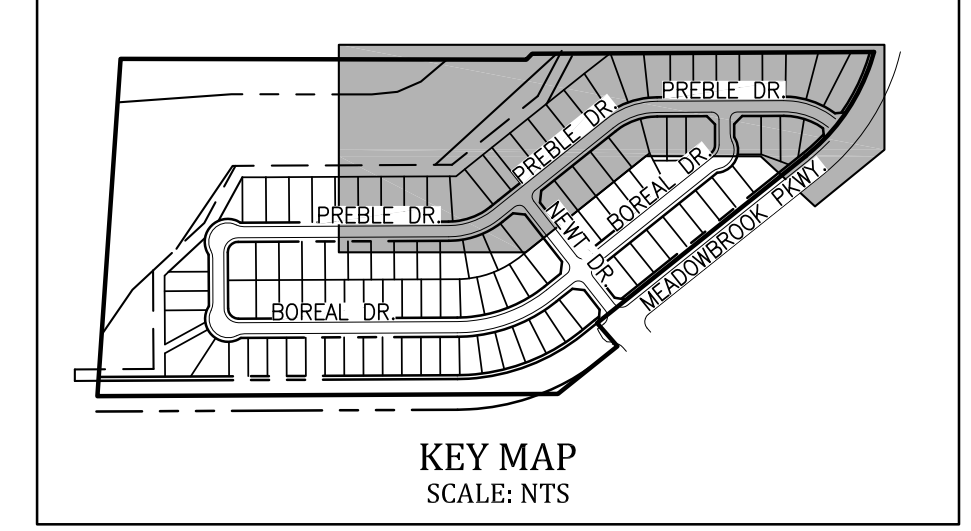 PREBLE DR.
PREBLE DR.
BOREAL DR.
PREBLE DR.
NEWT DR.
MEADOWBROOK PKWY.
BOREAL DR.
KEY MAP
SCALE: NTS